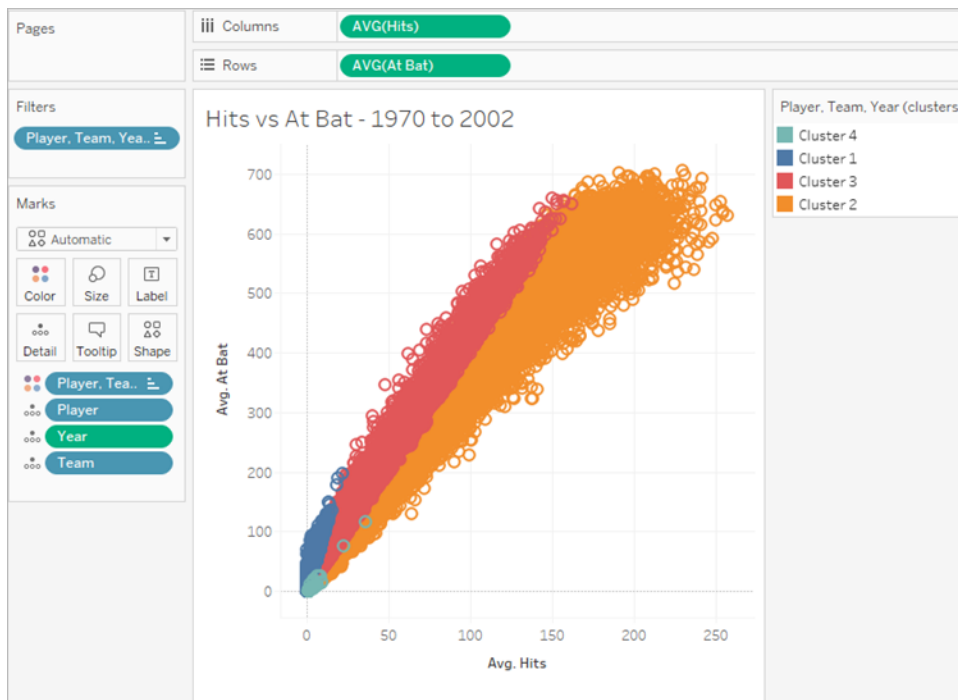 Pages
Columns
AVG(Hits)
Rows
AVG(At Bat)
Filters
Player, Team, Yea..
Marks
Automatic
Color
Size
Label
Detail
Tooltip
Shape
Player, Tea..
Player
Year
Team
Hits vs At Bat - 1970 to 2002
700
600
500
400
300
200
100
0
Avg. At Bat
0
50
100
150
200
250
Avg. Hits
Player, Team, Year (clusters
Cluster 4
Cluster 1
Cluster 3
Cluster 2